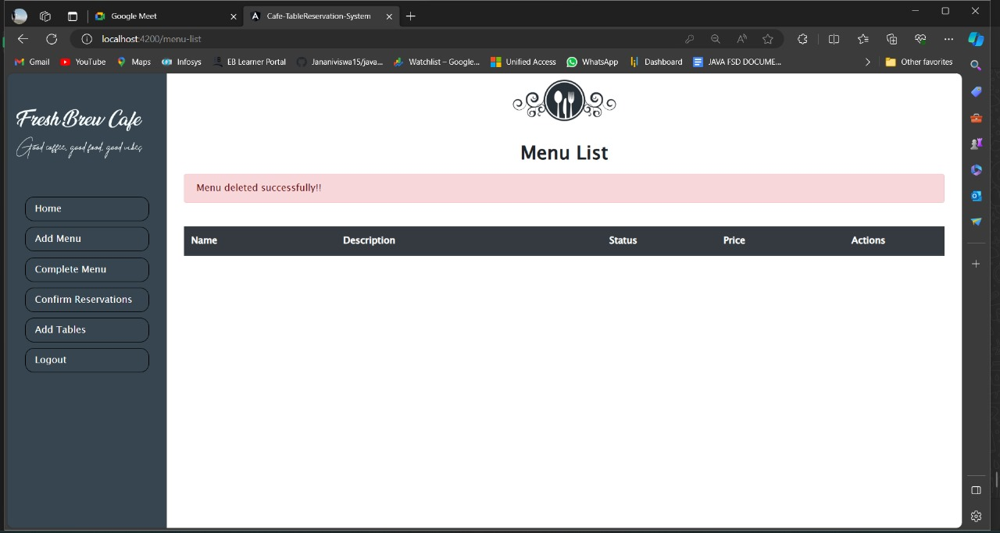 Google Meet
Cafe-TableReservation-System
localhost:4200/menu-list
Gmail
YouTube
Maps
Infosys
EB Learner Portal
Jananiviswa15/java...
Watchlist – Google...
Unified Access
WhatsApp
Dashboard
JAVA FSD DOCUME...
Other favorites
Fresh Brew Cafe
Good coffee, good food, good vibes
Menu List
Menu deleted successfully!!
Home
Add Menu
Complete Menu
Confirm Reservations
Add Tables
Logout
Name Description Status Price Actions